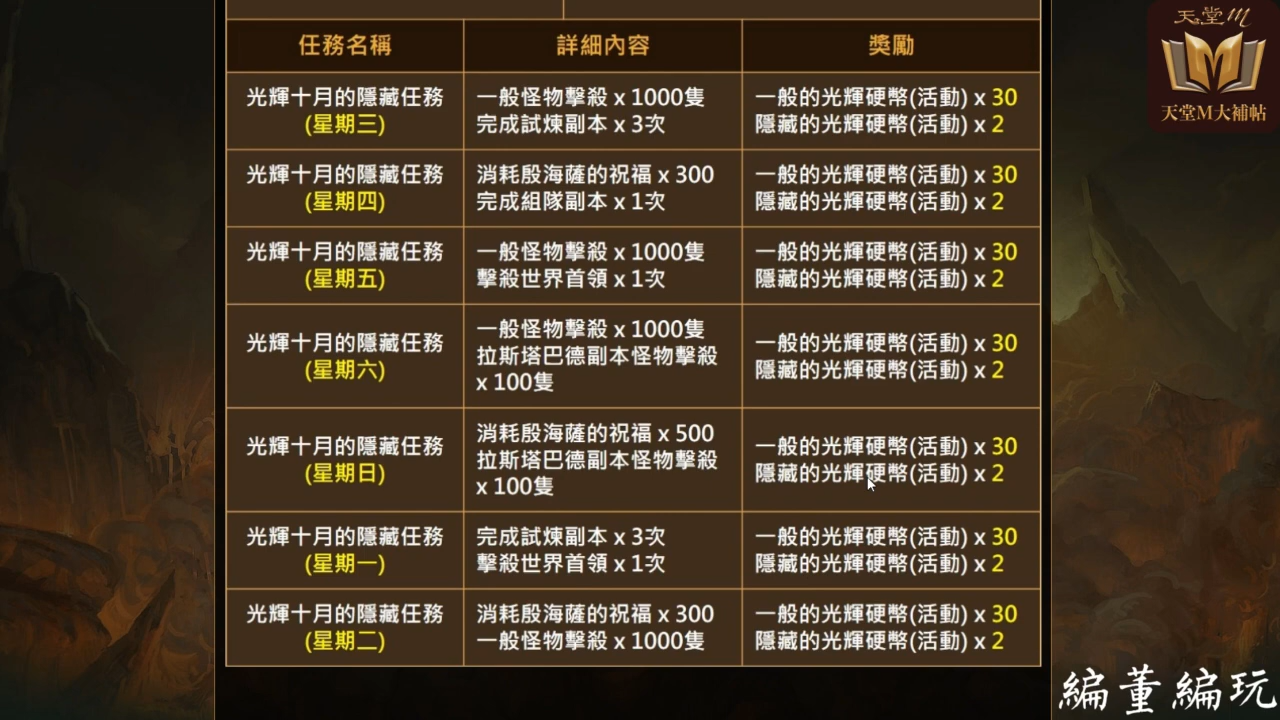 天堂M
天堂M大補帖
任務名稱 詳細內容 獎勵
光輝十月的隱藏任務
(星期三)
一般怪物擊殺 x 1000隻
完成試煉副本 x 3次
一般的光輝硬幣(活動) x 30
隱藏的光輝硬幣(活動) x 2
光輝十月的隱藏任務
(星期四)
消耗殷海薩的祝福 x 300
完成組隊副本 x 1次
一般的光輝硬幣(活動) x 30
隱藏的光輝硬幣(活動) x 2
光輝十月的隱藏任務
(星期五)
一般怪物擊殺 x 1000隻
擊殺世界首領 x 1次
一般的光輝硬幣(活動) x 30
隱藏的光輝硬幣(活動) x 2
光輝十月的隱藏任務
(星期六)
一般怪物擊殺 x 1000隻
拉斯塔巴德副本怪物擊殺
x 100隻
一般的光輝硬幣(活動) x 30
隱藏的光輝硬幣(活動) x 2
光輝十月的隱藏任務
(星期日)
消耗殷海薩的祝福 x 500
拉斯塔巴德副本怪物擊殺
x 100隻
一般的光輝硬幣(活動) x 30
隱藏的光輝硬幣(活動) x 2
光輝十月的隱藏任務
(星期一)
完成試煉副本 x 3次
擊殺世界首領 x 1次
一般的光輝硬幣(活動) x 30
隱藏的光輝硬幣(活動) x 2
光輝十月的隱藏任務
(星期二)
消耗殷海薩的祝福 x 300
一般怪物擊殺 x 1000隻
一般的光輝硬幣(活動) x 30
隱藏的光輝硬幣(活動) x 2
編董編玩